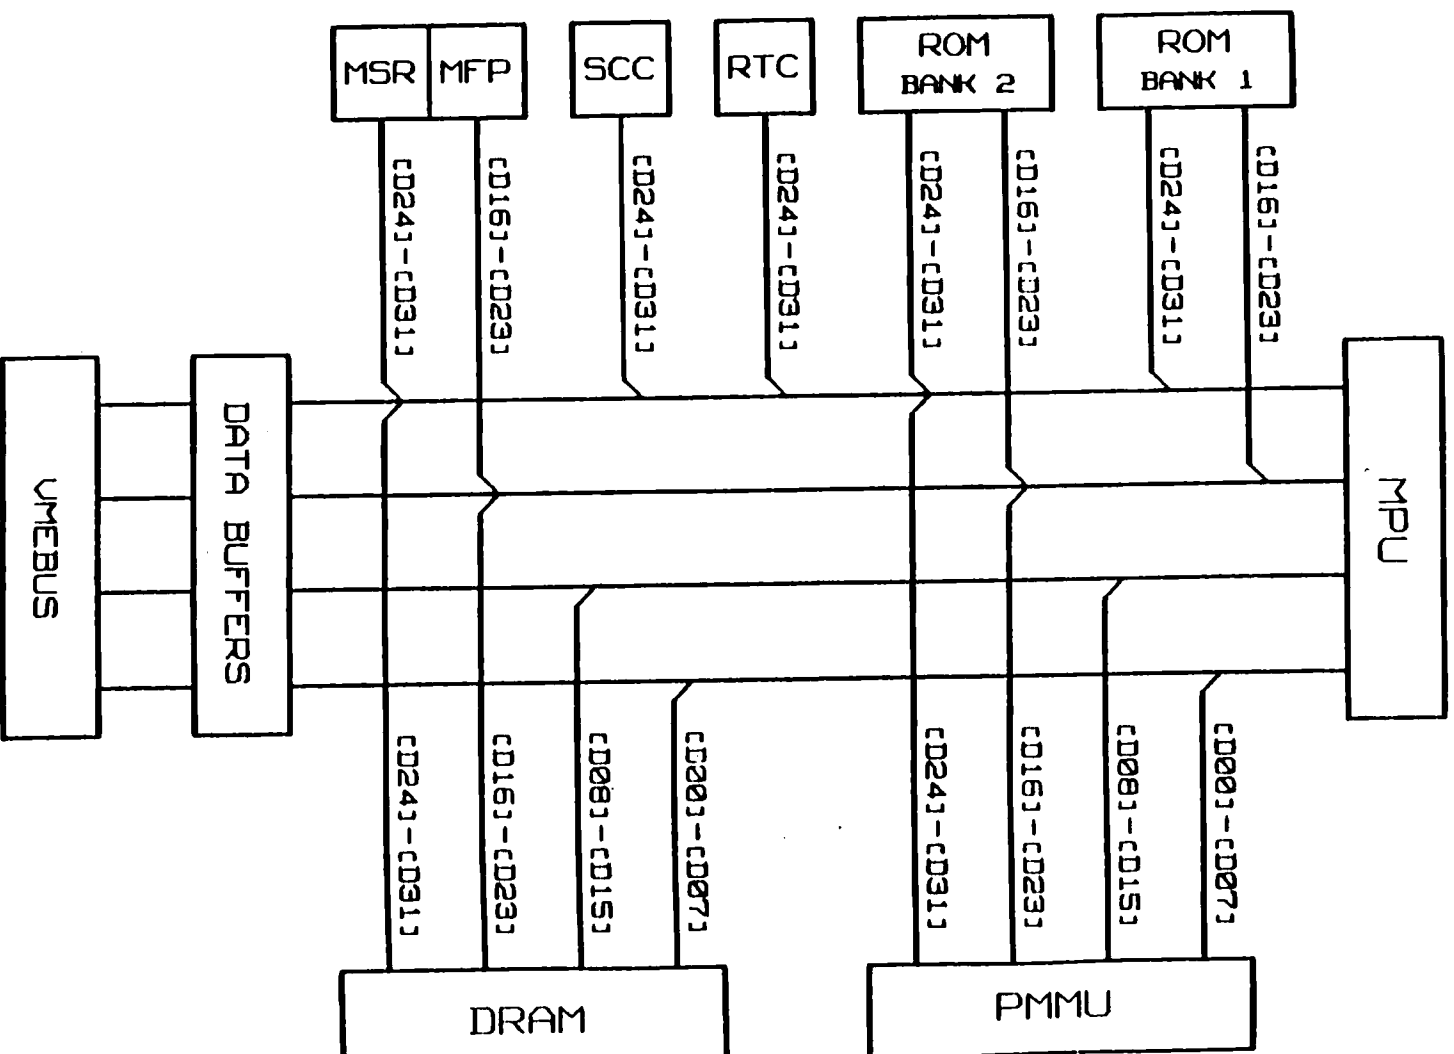 MSR
MFP
SCC
RTC
ROM
BANK 2
ROM
BANK 1
[D24]-[D31]
[D16]-[D23]
[D24]-[D31]
[D24]-[D31]
[D24]-[D31]
[D16]-[D23]
[D24]-[D31]
[D16]-[D23]
VMEBUS
DATA BUFFERS
MPU
[D24]-[D31]
[D16]-[D23]
[D08]-[D15]
[D00]-[D07]
[D24]-[D31]
[D16]-[D23]
[D08]-[D15]
[D00]-[D07]
DRAM
PMMU